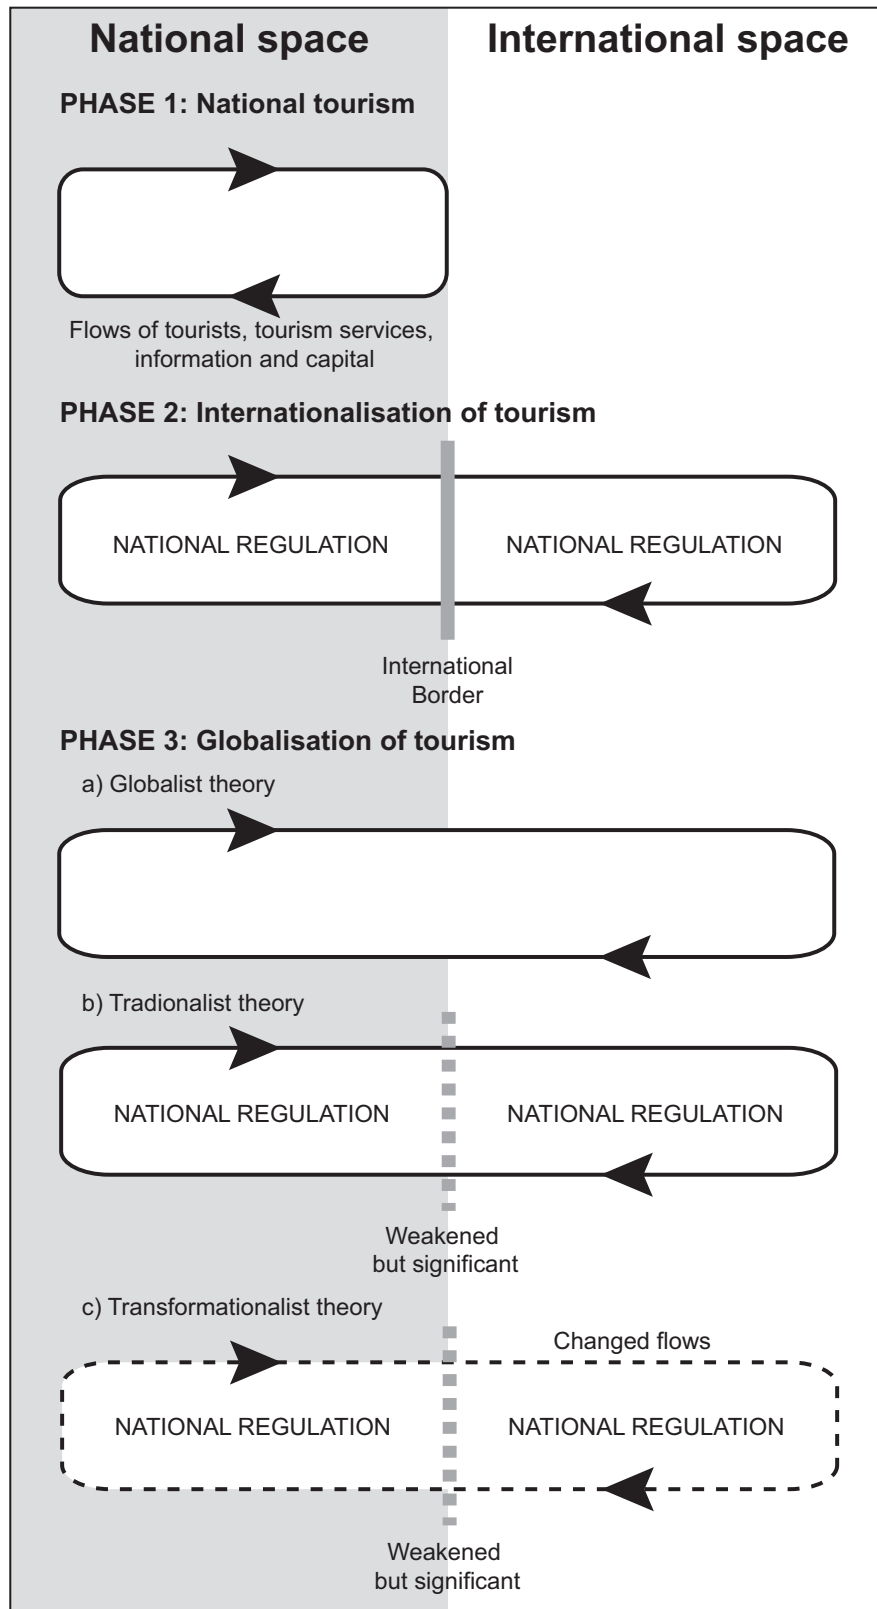 National space
International space
PHASE 1: National tourism
Flows of tourists, tourism services,
information and capital
PHASE 2: Internationalisation of tourism
NATIONAL REGULATION
NATIONAL REGULATION
International
Border
PHASE 3: Globalisation of tourism
a) Globalist theory
b) Tradionalist theory
NATIONAL REGULATION
NATIONAL REGULATION
Weakened
but significant
c) Transformationalist theory
Changed flows
NATIONAL REGULATION
NATIONAL REGULATION
Weakened
but significant